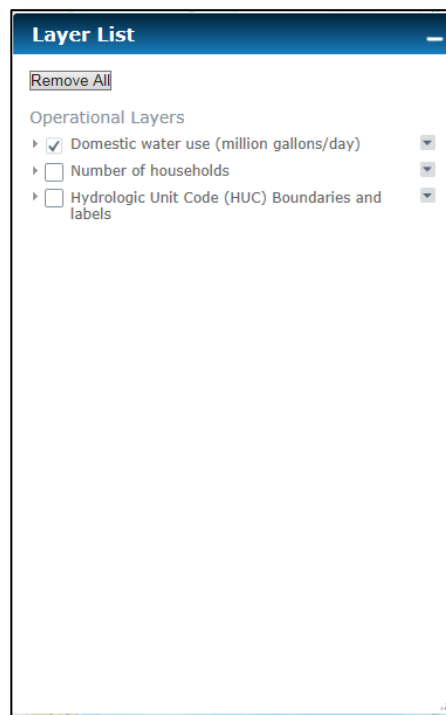 Layer List
Remove All
Operational Layers
Domestic water use (million gallons/day)
Number of households
Hydrologic Unit Code (HUC) Boundaries and
labels